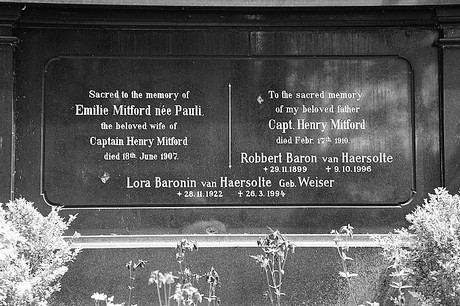 Sacred to the memory of
Emilie Mitford née Pauli.
the beloved wife of
Captain Henry Mitford
died 18th June 1907.
To the sacred memory
of my beloved father
Capt. Henry Mitford
died Febr. 17th 1910.
Robbert Baron van Haersolte
+ 29.11.1899 + 9.10.1996
Lora Baronin van Haersolte Geb. Weiser
+ 28.11.1922 + 26.3.1994